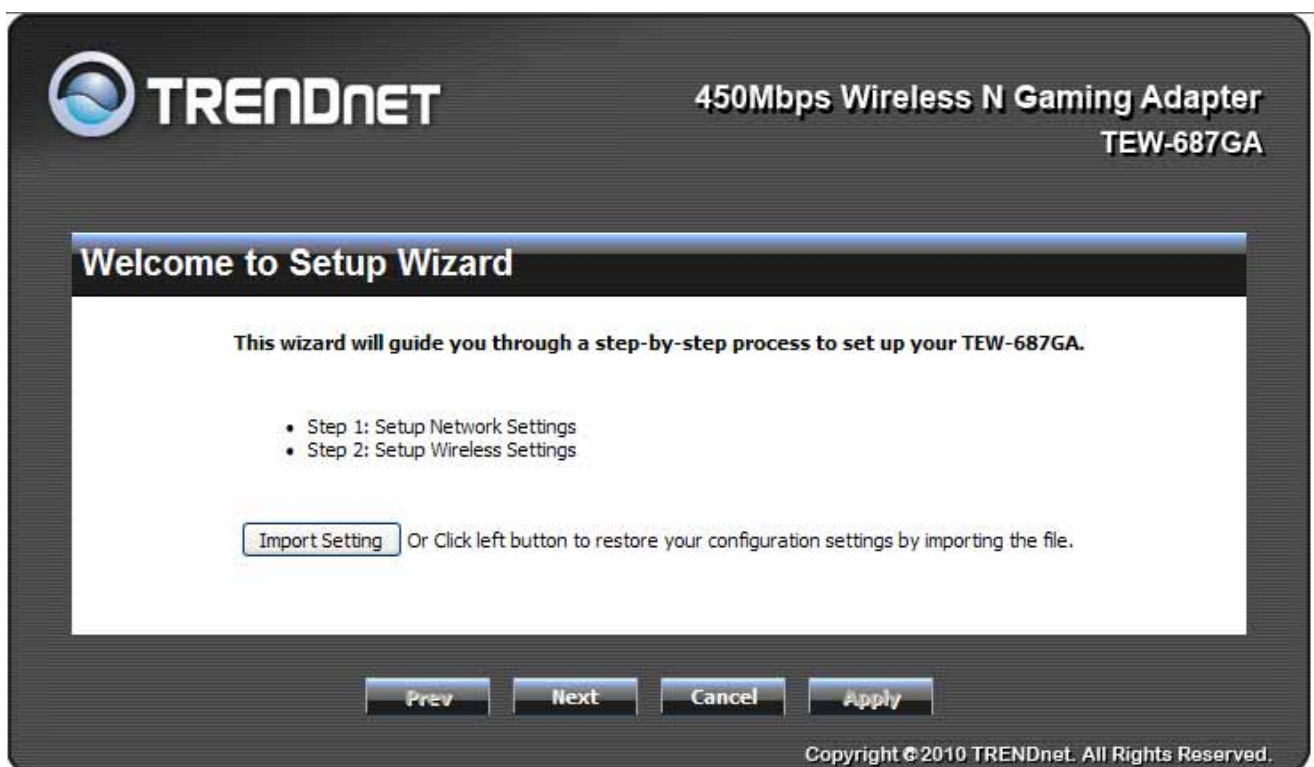 TRENDNET
450Mbps Wireless N Gaming Adapter
TEW-687GA
Welcome to Setup Wizard
This wizard will guide you through a step-by-step process to set up your TEW-687GA.
• Step 1: Setup Network Settings
• Step 2: Setup Wireless Settings
Import Setting Or Click left button to restore your configuration settings by importing the file.
Prev Next Cancel Apply
Copyright © 2010 TRENDnet. All Rights Reserved.